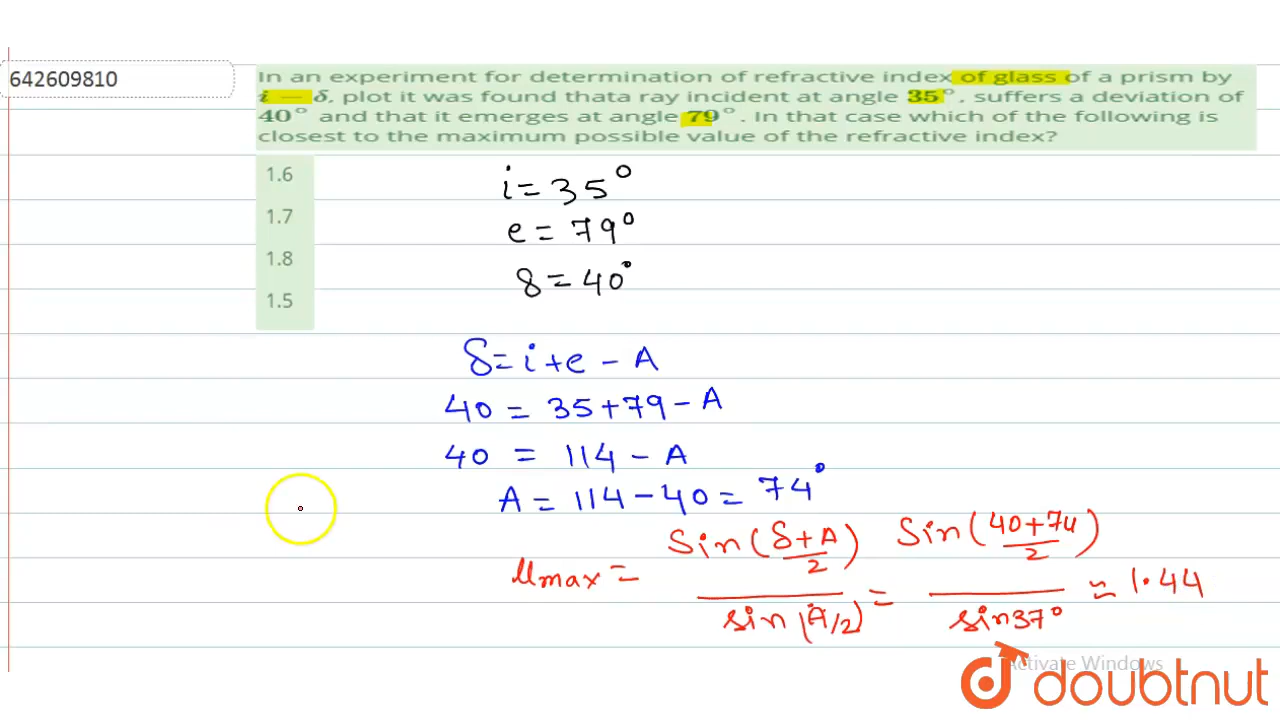 642609810
In an experiment for determination of refractive index of glass of a prism by
i − δ, plot it was found thata ray incident at angle 35°, suffers a deviation of
40° and that it emerges at angle 79°. In that case which of the following is
closest to the maximum possible value of the refractive index?
1.6
1.7
1.8
1.5
i = 35°
e = 79°
δ = 40°
δ = i + e − A
40 = 35 + 79 − A
40 = 114 − A
A = 114 − 40 = 74°
μmax = Sin(δ+A/2) / sin(A/2) = Sin(40+74/2) / sin37° ≈ 1.44
Activate Windows
doubtnut